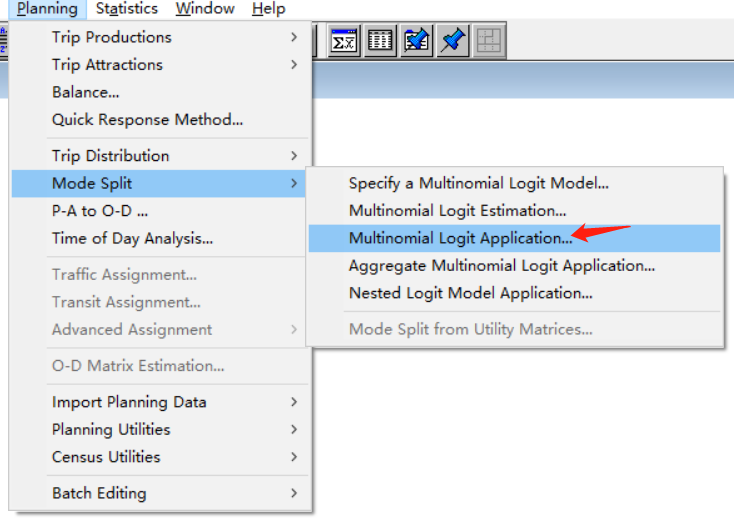 Planning Statistics Window Help
Trip Productions
Trip Attractions
Balance...
Quick Response Method...
Trip Distribution
Mode Split
P-A to O-D ...
Time of Day Analysis...
Traffic Assignment...
Transit Assignment...
Advanced Assignment
O-D Matrix Estimation...
Import Planning Data
Planning Utilities
Census Utilities
Batch Editing
Specify a Multinomial Logit Model...
Multinomial Logit Estimation...
Multinomial Logit Application...
Aggregate Multinomial Logit Application...
Nested Logit Model Application...
Mode Split from Utility Matrices...